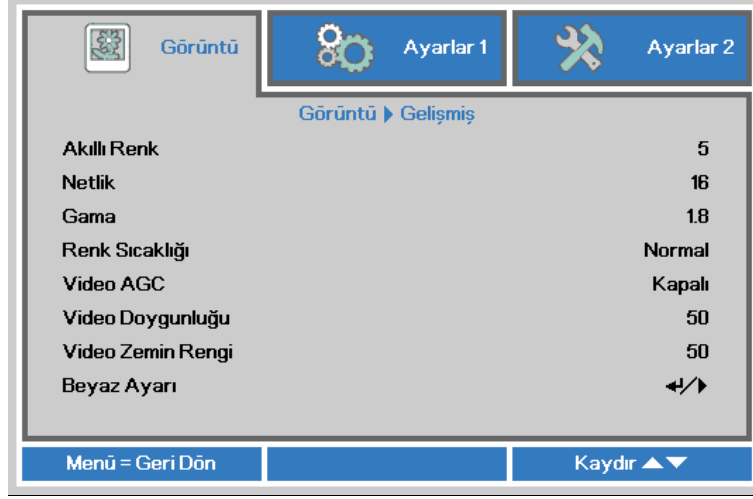 Görüntü Ayarlar 1 Ayarlar 2
Görüntü Gelişmiş
Akıllı Renk 5
Netlik 16
Gama 1.8
Renk Sıcaklığı Normal
Video AGC Kapalı
Video Doygunluğu 50
Video Zemin Rengi 50
Beyaz Ayarı ↵/▶
Menü = Geri Dön Kaydır ▲▼